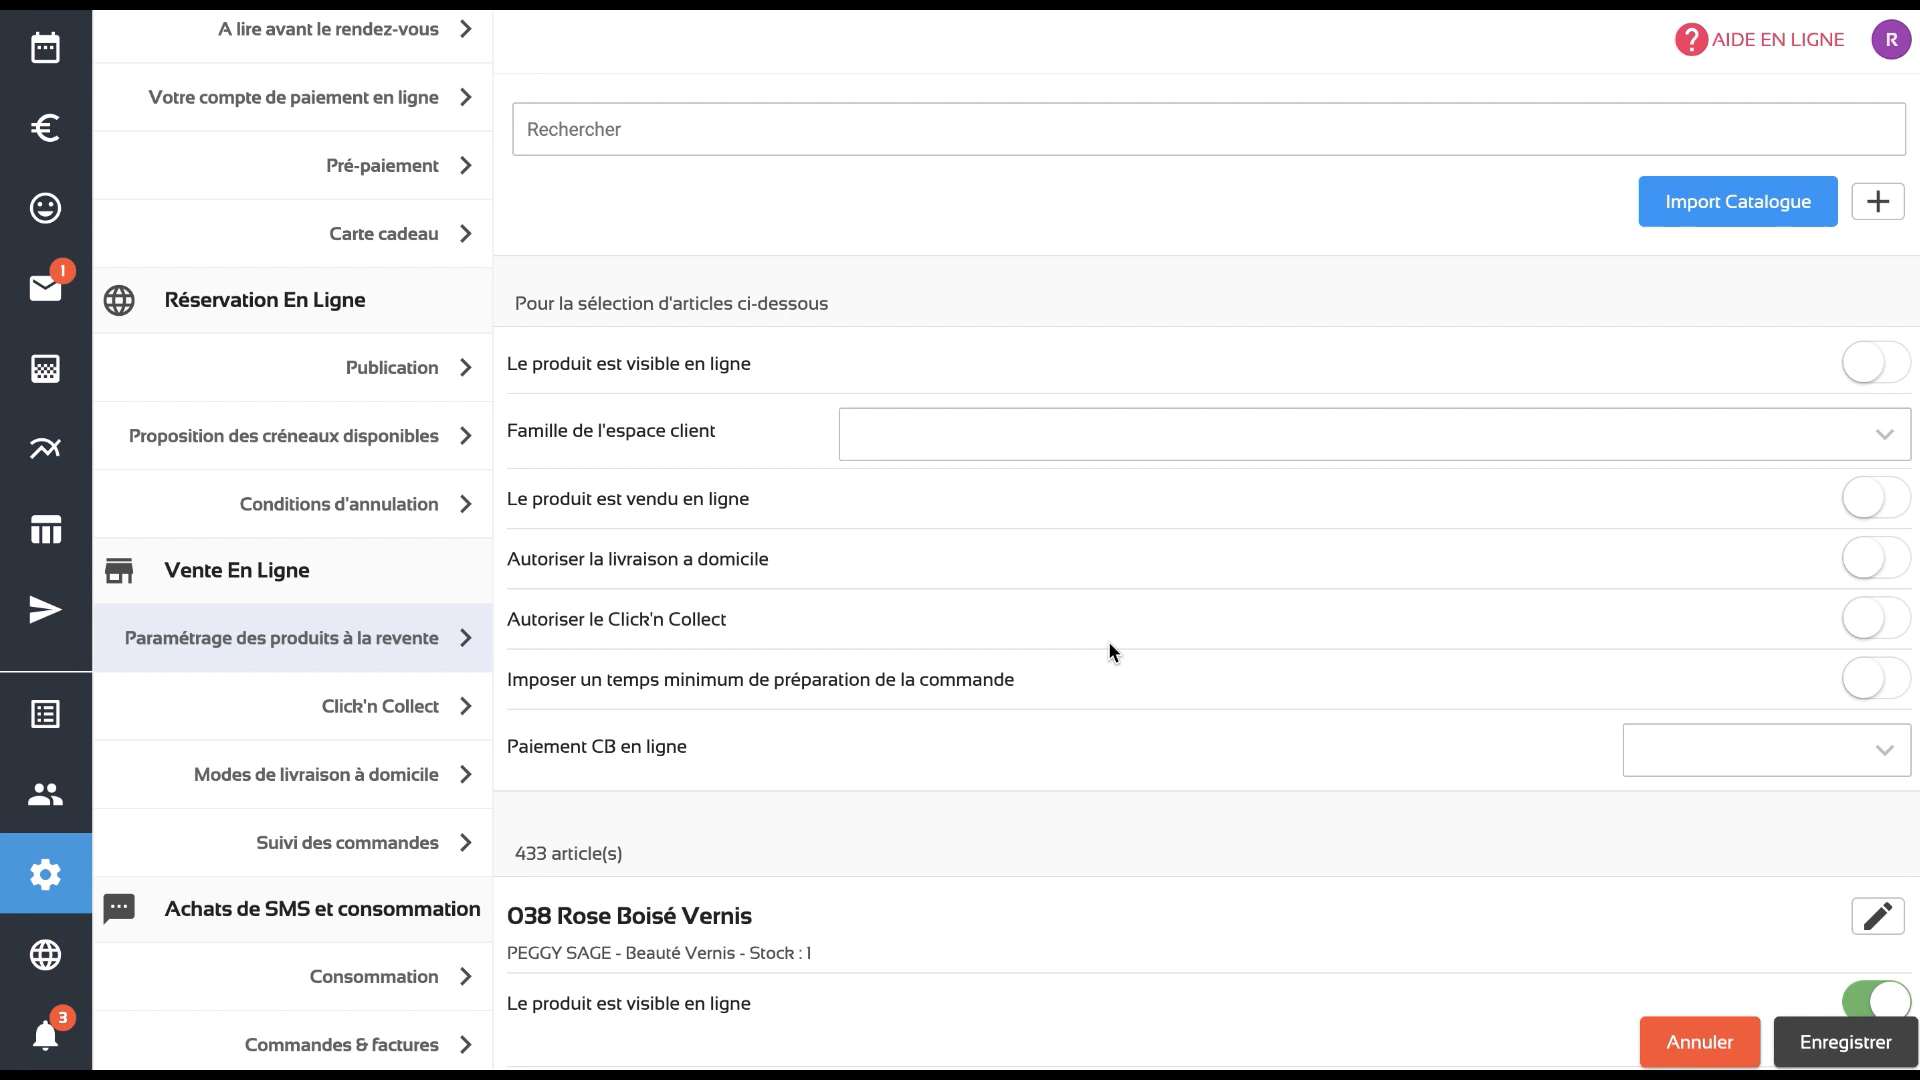 A lire avant le rendez-vous
Votre compte de paiement en ligne
Pré-paiement
Carte cadeau
Réservation En Ligne
Publication
Proposition des créneaux disponibles
Conditions d'annulation
Vente En Ligne
Paramétrage des produits à la revente
Click'n Collect
Modes de livraison à domicile
Suivi des commandes
Achats de SMS et consommation
Consommation
Commandes & factures
1
3
? AIDE EN LIGNE
R
Rechercher
Import Catalogue
Pour la sélection d'articles ci-dessous
Le produit est visible en ligne
Famille de l'espace client
Le produit est vendu en ligne
Autoriser la livraison a domicile
Autoriser le Click'n Collect
Imposer un temps minimum de préparation de la commande
Paiement CB en ligne
433 article(s)
038 Rose Boisé Vernis
PEGGY SAGE - Beauté Vernis - Stock : 1
Le produit est visible en ligne
Annuler
Enregistrer